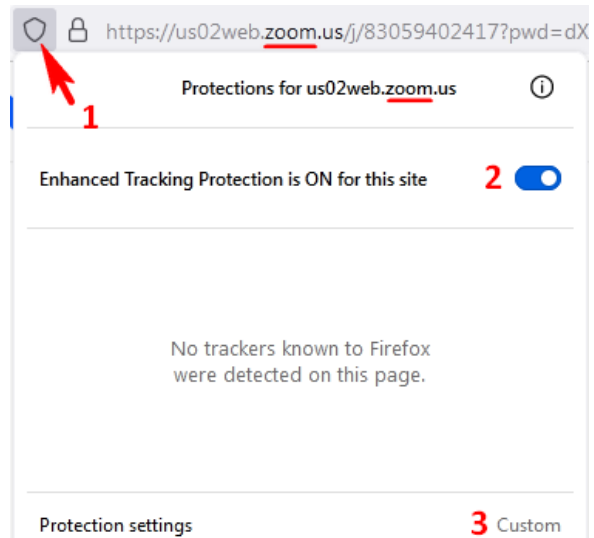 https://us02web.zoom.us/j/83059402417?pwd=dX
1
Protections for us02web.zoom.us
Enhanced Tracking Protection is ON for this site 2
No trackers known to Firefox
were detected on this page.
Protection settings 3 Custom